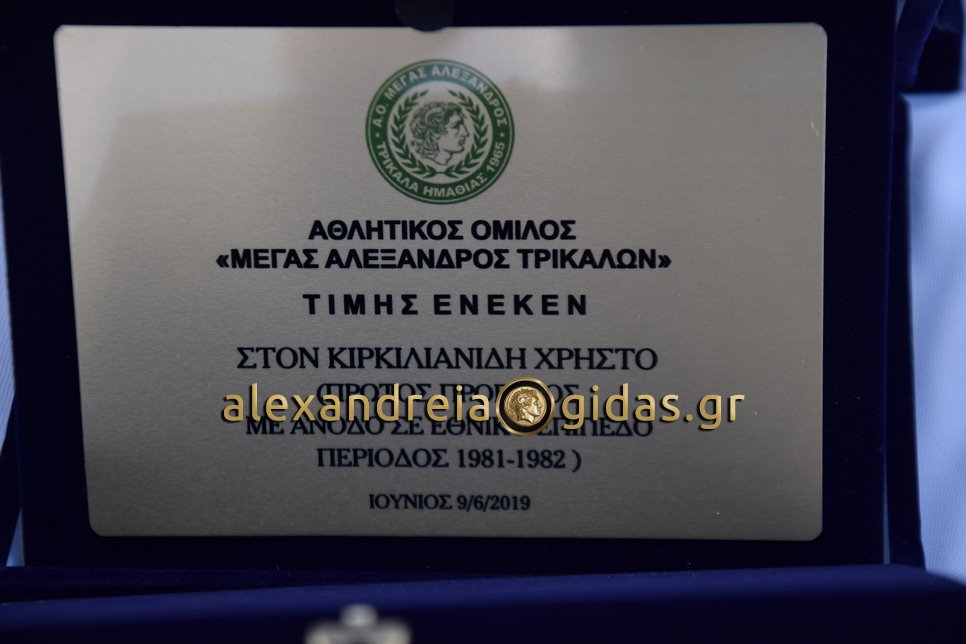 Α.Ο. ΜΕΓΑΣ ΑΛΕΞΑΝΔΡΟΣ
ΤΡΙΚΑΛΑ ΗΜΑΘΙΑΣ 1965
ΑΘΛΗΤΙΚΟΣ ΟΜΙΛΟΣ
«ΜΕΓΑΣ ΑΛΕΞΑΝΔΡΟΣ ΤΡΙΚΑΛΩΝ»
ΤΙΜΗΣ ΕΝΕΚΕΝ
ΣΤΟΝ ΚΙΡΚΙΛΙΑΝΙΔΗ ΧΡΗΣΤΟ
(ΠΡΩΤΟΣ
alexandreia gidas.gr
ΜΕ ΑΝΟΔΟ ΣΕ ΕΠΙΠΕΔΟ
ΠΕΡΙΟΔΟΣ 1981-1982 )
ΙΟΥΝΙΟΣ 9/6/2019